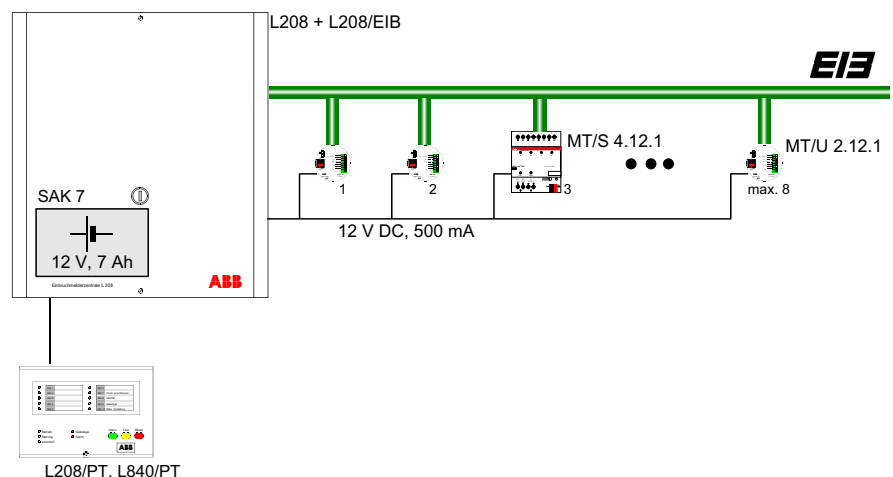 L208 + L208/EIB
EIB
MT/S 4.12.1
MT/U 2.12.1
1
2
3
max. 8
SAK 7
12 V DC, 500 mA
12 V, 7 Ah
Einbruchmelderzentrale L 208
ABB
ABB
L208/PT, L840/PT